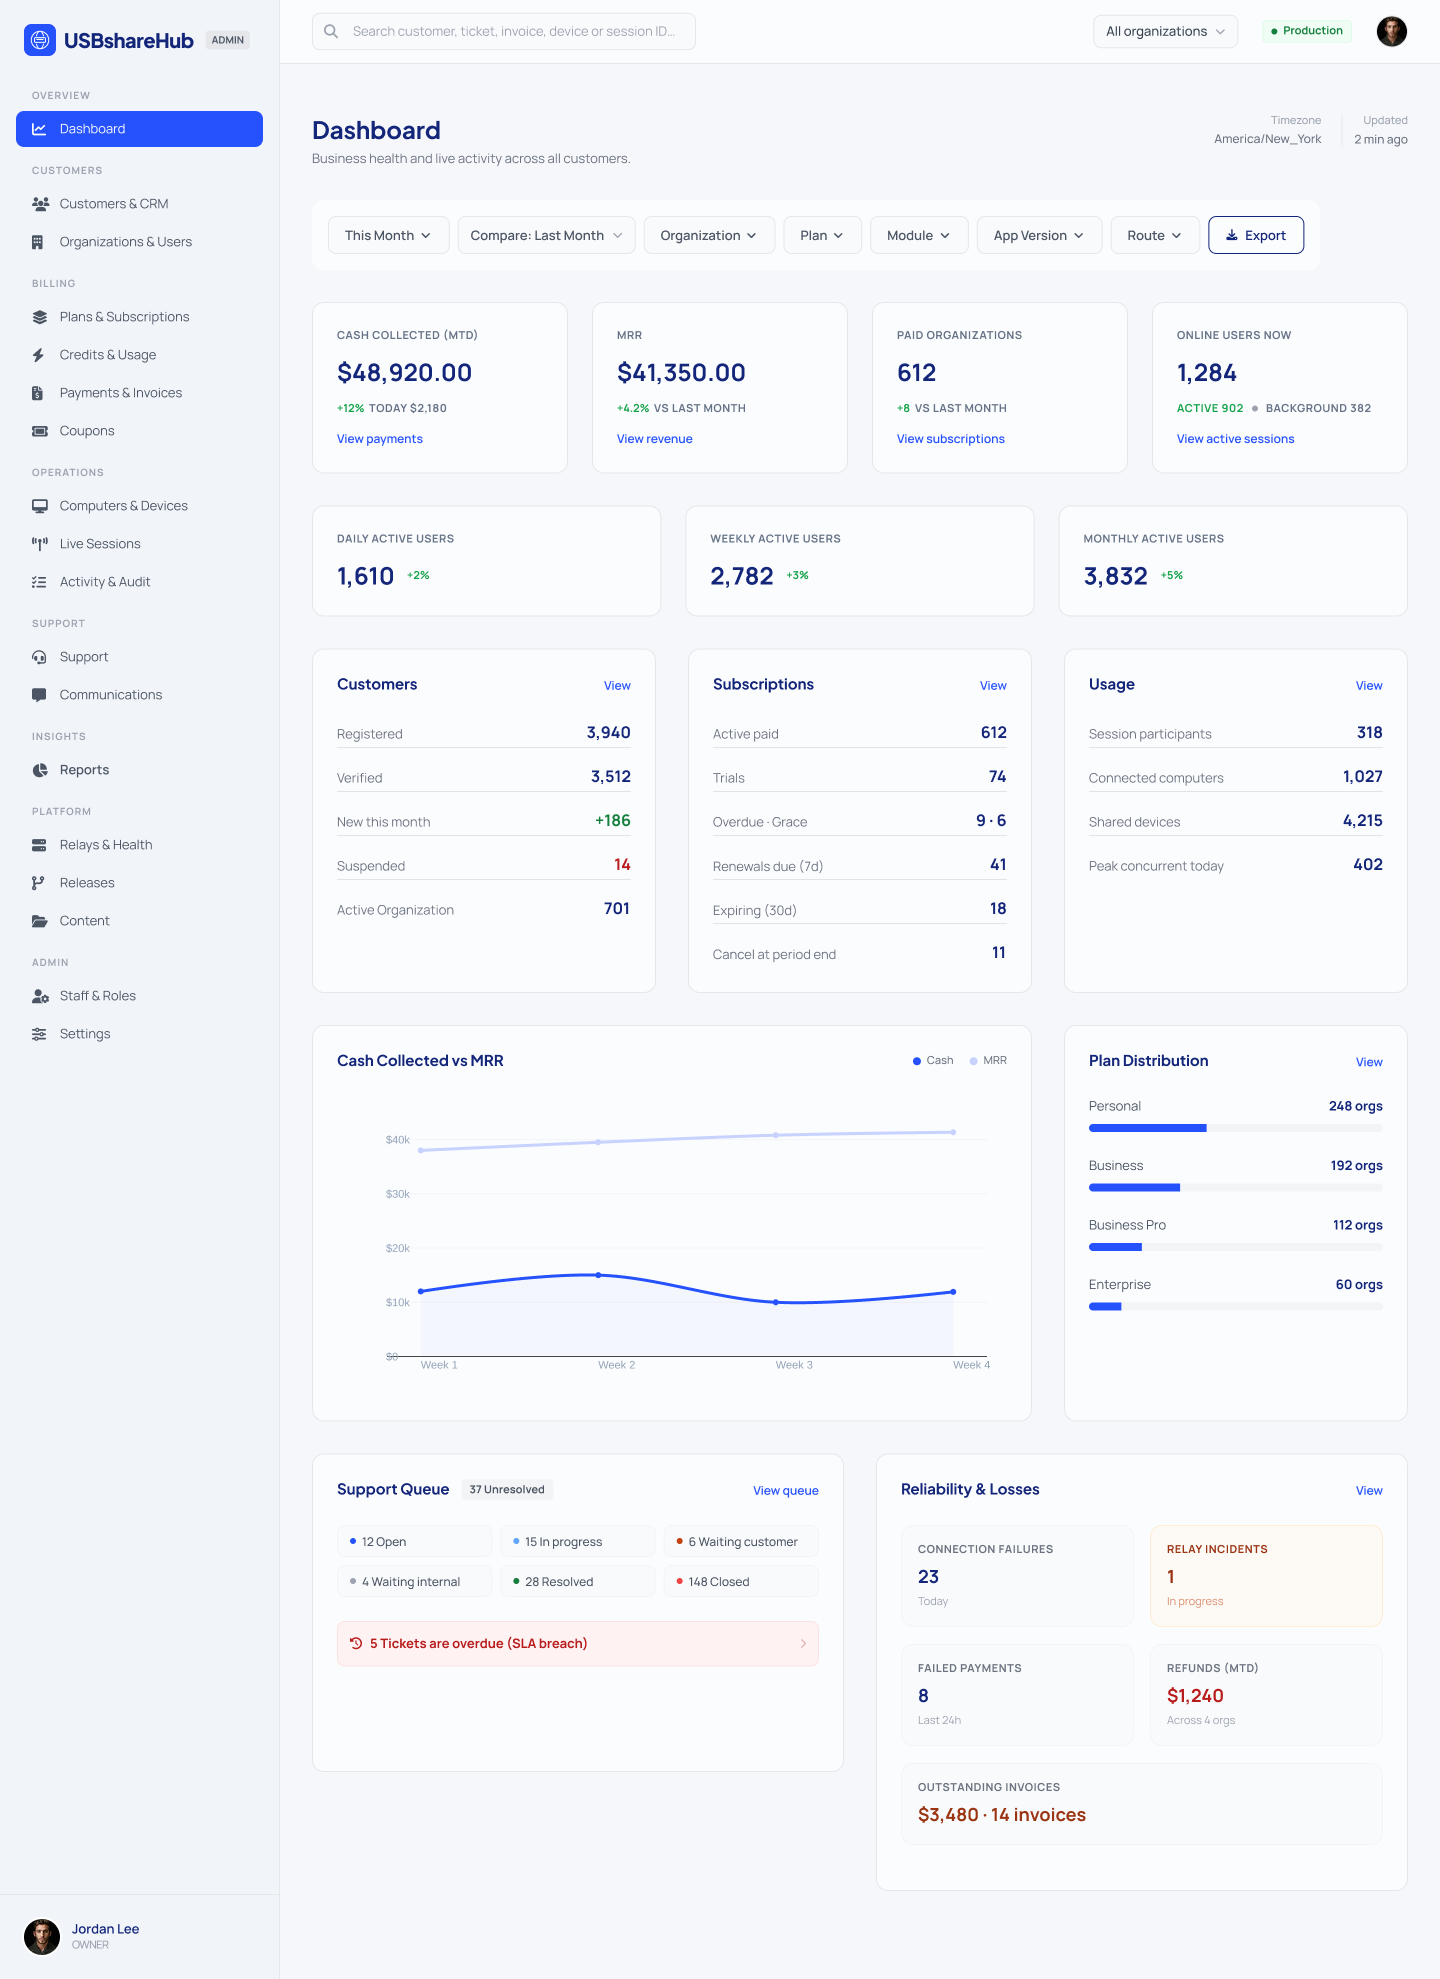 USBshareHub ADMIN
Search customer, ticket, invoice, device or session ID...
All organizations
Production
OVERVIEW
Dashboard
CUSTOMERS
Customers & CRM
Organizations & Users
BILLING
Plans & Subscriptions
Credits & Usage
Payments & Invoices
Coupons
OPERATIONS
Computers & Devices
Live Sessions
Activity & Audit
SUPPORT
Support
Communications
INSIGHTS
Reports
PLATFORM
Relays & Health
Releases
Content
ADMIN
Staff & Roles
Settings
Jordan Lee
OWNER
Dashboard
Business health and live activity across all customers.
Timezone
America/New_York
Updated
2 min ago
This Month Compare: Last Month Organization Plan Module App Version Route Export
CASH COLLECTED (MTD)
$48,920.00
+12% TODAY $2,180
View payments
MRR
$41,350.00
+4.2% VS LAST MONTH
View revenue
PAID ORGANIZATIONS
612
+8 VS LAST MONTH
View subscriptions
ONLINE USERS NOW
1,284
ACTIVE 902 BACKGROUND 382
View active sessions
DAILY ACTIVE USERS
1,610 +2%
WEEKLY ACTIVE USERS
2,782 +3%
MONTHLY ACTIVE USERS
3,832 +5%
Customers View
Registered 3,940
Verified 3,512
New this month +186
Suspended 14
Active Organization 701
Subscriptions View
Active paid 612
Trials 74
Overdue · Grace 9 · 6
Renewals due (7d) 41
Expiring (30d) 18
Cancel at period end 11
Usage View
Session participants 318
Connected computers 1,027
Shared devices 4,215
Peak concurrent today 402
Cash Collected vs MRR Cash MRR
$40k
$30k
$20k
$10k
$0
Week 1 Week 2 Week 3 Week 4
Plan Distribution View
Personal 248 orgs
Business 192 orgs
Business Pro 112 orgs
Enterprise 60 orgs
Support Queue 37 Unresolved View queue
12 Open 15 In progress 6 Waiting customer
4 Waiting internal 28 Resolved 148 Closed
5 Tickets are overdue (SLA breach)
Reliability & Losses View
CONNECTION FAILURES
23
Today
RELAY INCIDENTS
1
In progress
FAILED PAYMENTS
8
Last 24h
REFUNDS (MTD)
$1,240
Across 4 orgs
OUTSTANDING INVOICES
$3,480 · 14 invoices